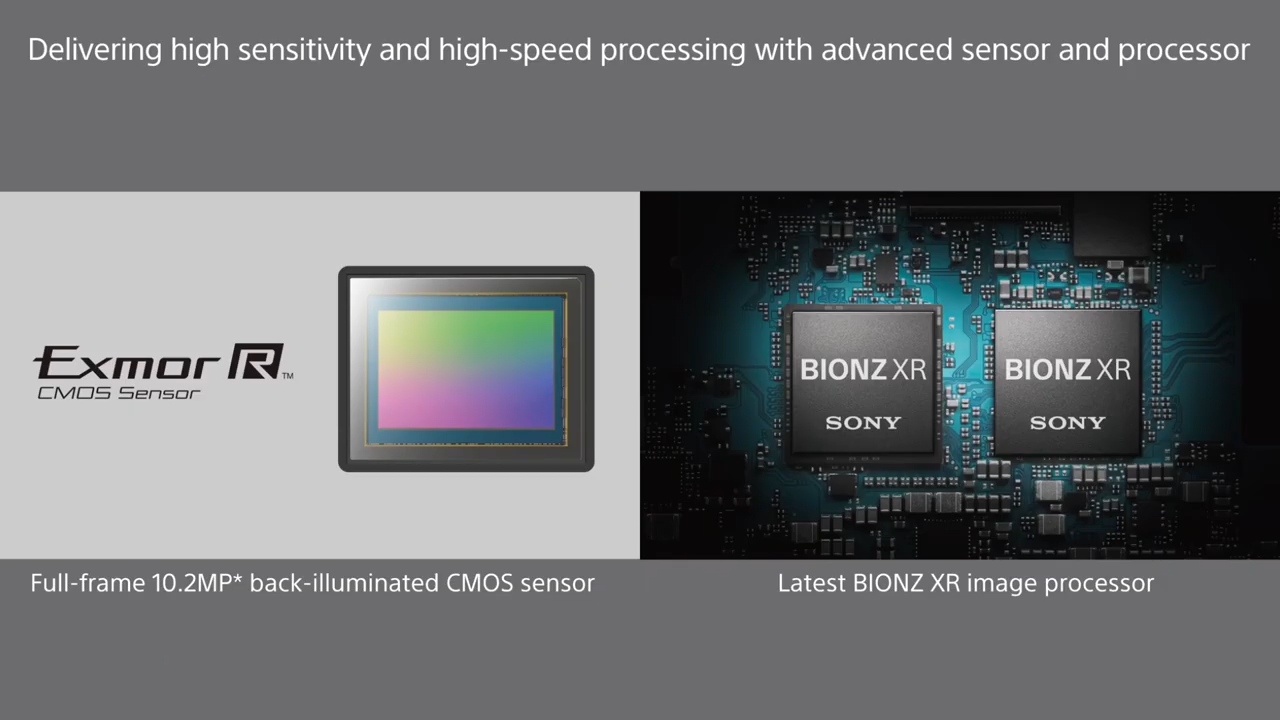 Delivering high sensitivity and high-speed processing with advanced sensor and processor
Exmor R™
CMOS Sensor
BIONZ XR
SONY
BIONZ XR
SONY
Full-frame 10.2MP* back-illuminated CMOS sensor
Latest BIONZ XR image processor